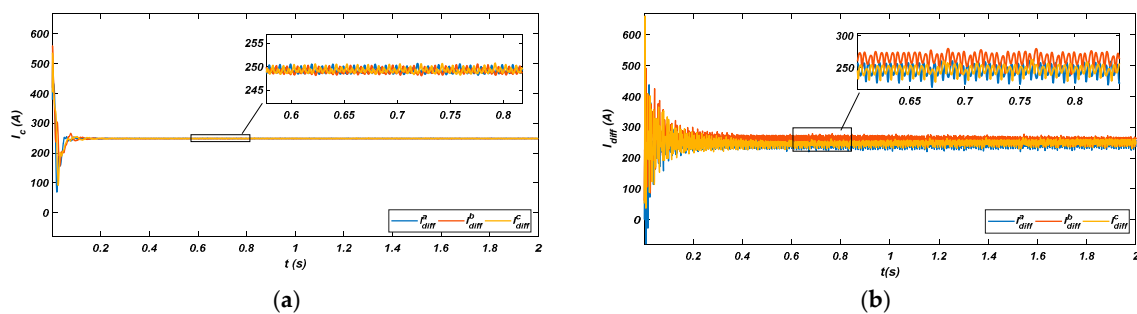 (a)
600
500
400
300
200
100
0
I_c (A)
255
250
245
0.6 0.65 0.7 0.75 0.8
I^a_diff I^b_diff I^c_diff
0.2 0.4 0.6 0.8 1 1.2 1.4 1.6 1.8 2
t (s)
(a)
(b)
600
500
400
300
200
100
0
I_diff (A)
300
250
0.65 0.7 0.75 0.8
I^a_diff I^b_diff I^c_diff
0.2 0.4 0.6 0.8 1 1.2 1.4 1.6 1.8 2
t(s)
(b)